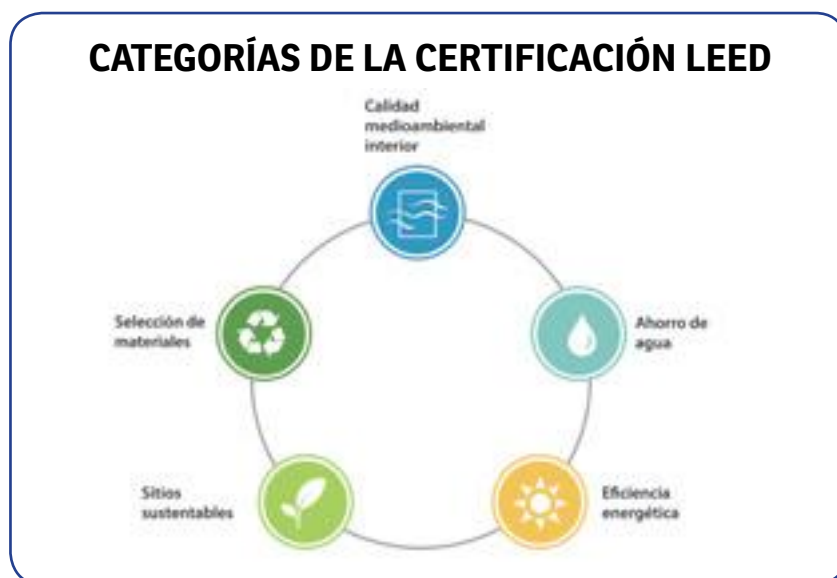 CATEGORÍAS DE LA CERTIFICACIÓN LEED
Calidad
medioambiental
interior
Selección de
materiales
Ahorro de
agua
Sitios
sustentables
Eficiencia
energética